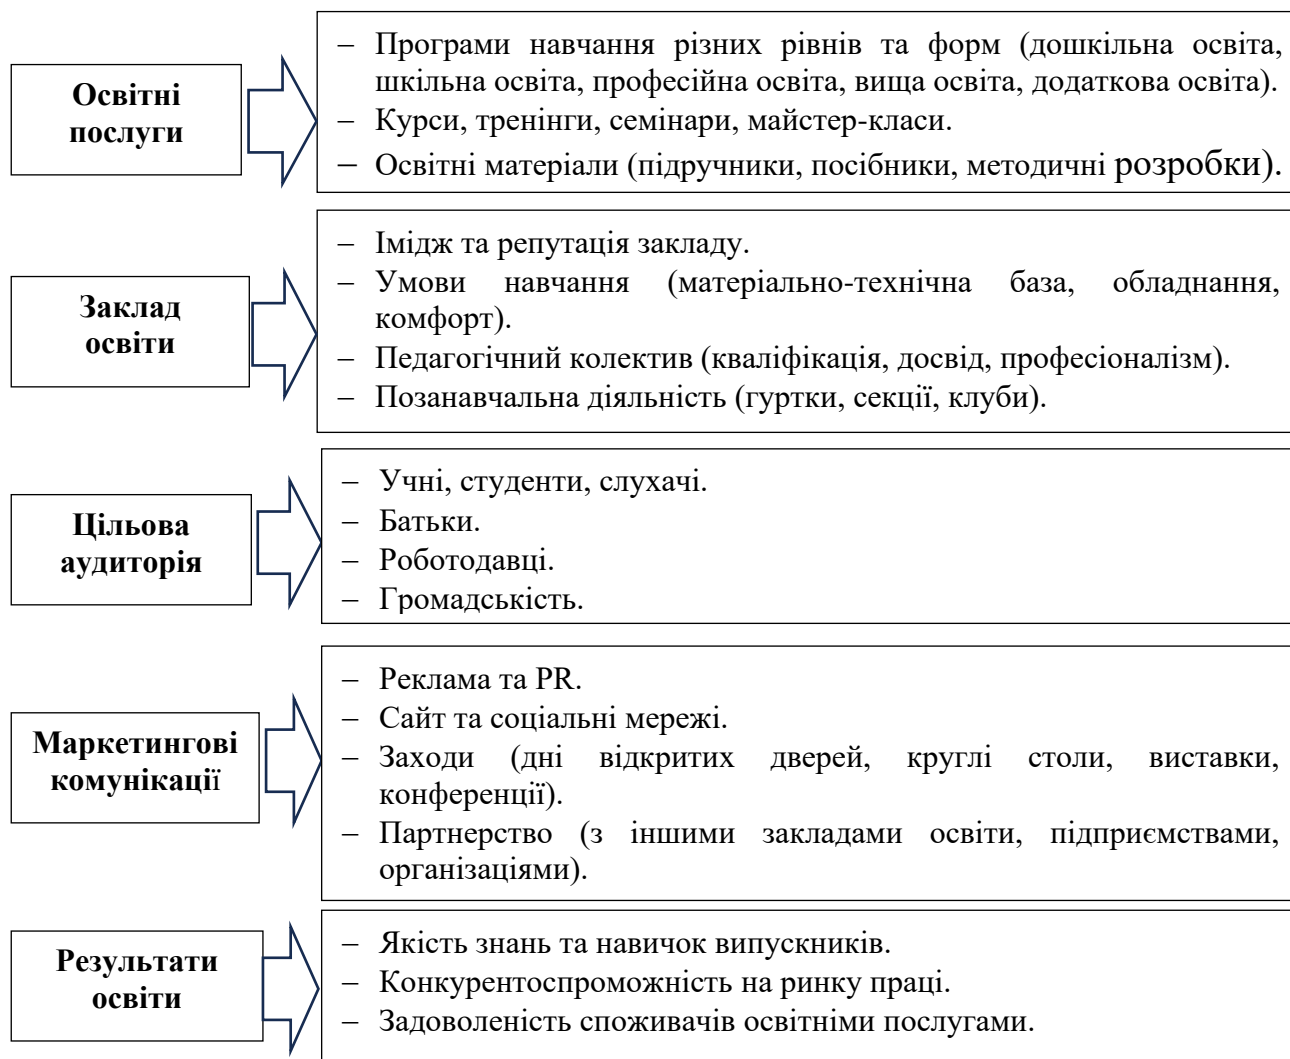 Освітні
послуги
– Програми навчання різних рівнів та форм (дошкільна освіта,
шкільна освіта, професійна освіта, вища освіта, додаткова освіта).
– Курси, тренінги, семінари, майстер-класи.
– Освітні матеріали (підручники, посібники, методичні розробки).
Заклад
освіти
– Імідж та репутація закладу.
– Умови навчання (матеріально-технічна база, обладнання,
комфорт).
– Педагогічний колектив (кваліфікація, досвід, професіоналізм).
– Позанавчальна діяльність (гуртки, секції, клуби).
Цільова
аудиторія
– Учні, студенти, слухачі.
– Батьки.
– Роботодавці.
– Громадськість.
Маркетингові
комунікації
– Реклама та PR.
– Сайт та соціальні мережі.
– Заходи (дні відкритих дверей, круглі столи, виставки,
конференції).
– Партнерство (з іншими закладами освіти, підприємствами,
організаціями).
Результати
освіти
– Якість знань та навичок випускників.
– Конкурентоспроможність на ринку праці.
– Задоволеність споживачів освітніми послугами.